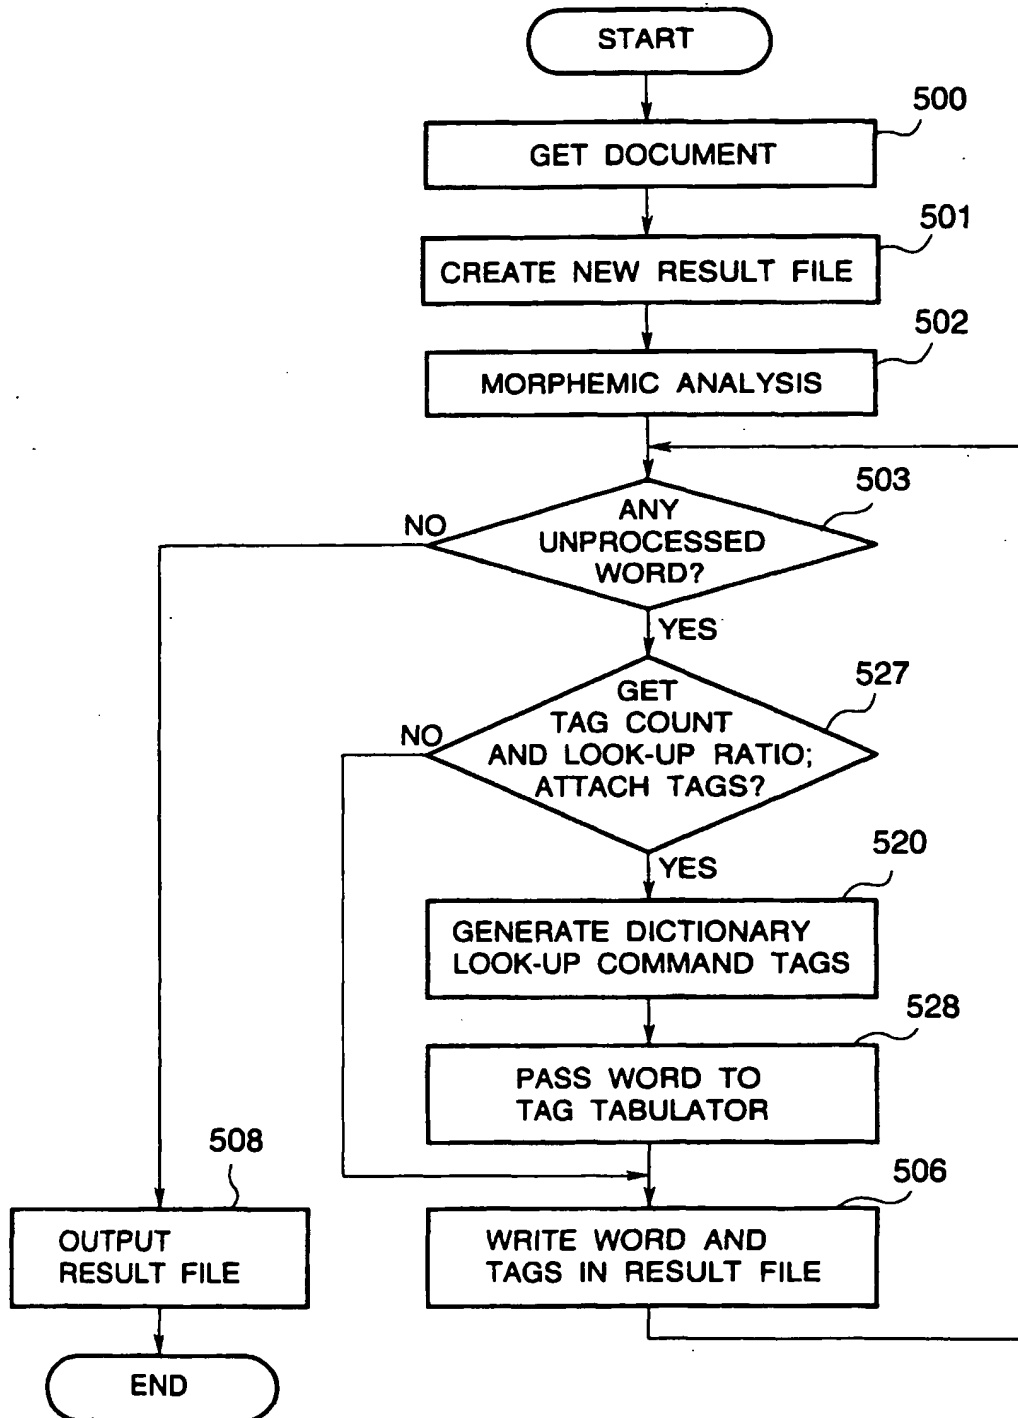 START
500
GET DOCUMENT
501
CREATE NEW RESULT FILE
502
MORPHEMIC ANALYSIS
503
ANY
UNPROCESSED
WORD?
NO
YES
527
GET
TAG COUNT
AND LOOK-UP RATIO;
ATTACH TAGS?
NO
YES
520
GENERATE DICTIONARY
LOOK-UP COMMAND TAGS
528
PASS WORD TO
TAG TABULATOR
508
OUTPUT
RESULT FILE
506
WRITE WORD AND
TAGS IN RESULT FILE
END